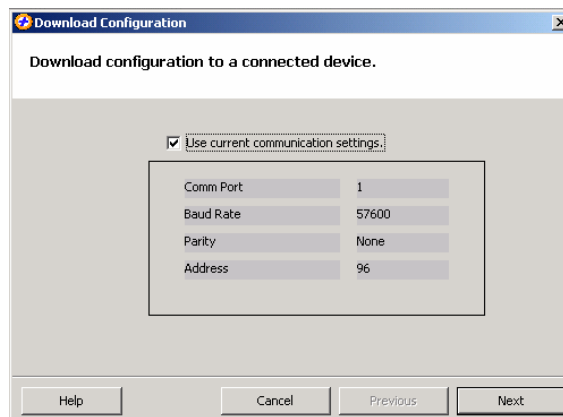 Download Configuration
Download configuration to a connected device.
Use current communication settings.
Comm Port 1
Baud Rate 57600
Parity None
Address 96
Help Cancel Previous Next